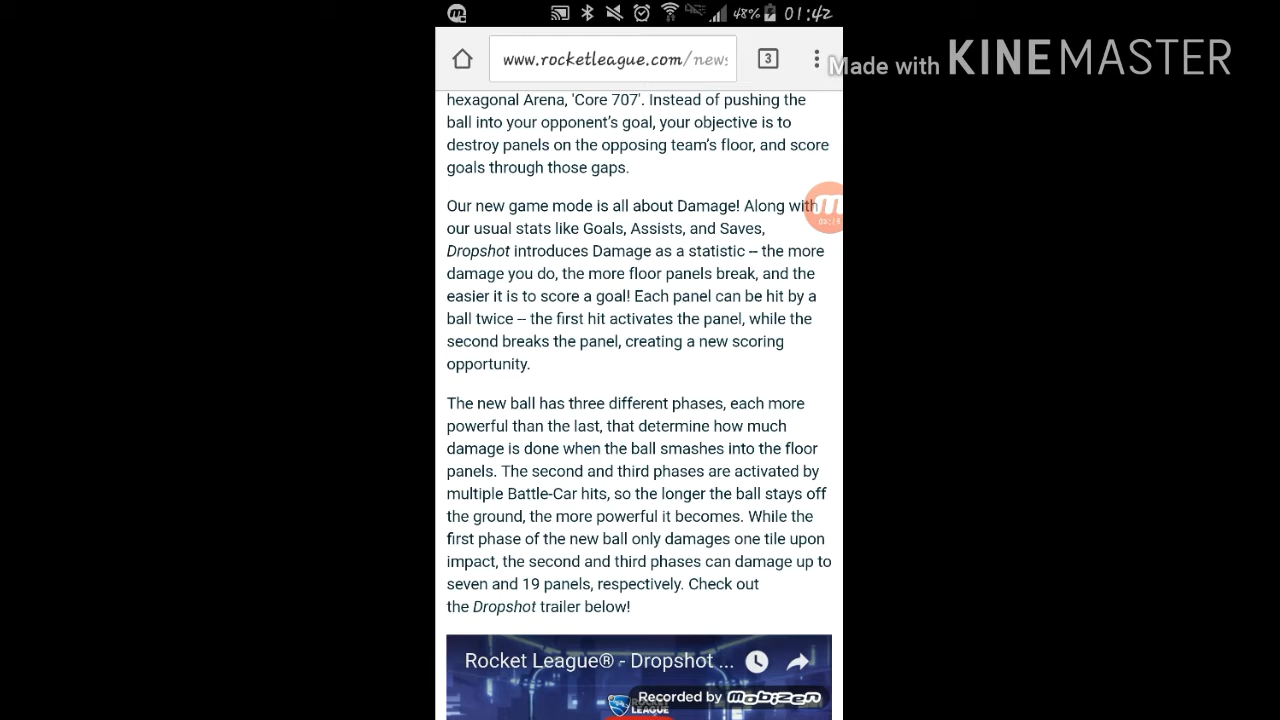 48% 01:42
www.rocketleague.com/news
3
Made with KINEMASTER
hexagonal Arena, 'Core 707'. Instead of pushing the
ball into your opponent's goal, your objective is to
destroy panels on the opposing team's floor, and score
goals through those gaps.
Our new game mode is all about Damage! Along with
our usual stats like Goals, Assists, and Saves,
Dropshot introduces Damage as a statistic – the more
damage you do, the more floor panels break, and the
easier it is to score a goal! Each panel can be hit by a
ball twice – the first hit activates the panel, while the
second breaks the panel, creating a new scoring
opportunity.
The new ball has three different phases, each more
powerful than the last, that determine how much
damage is done when the ball smashes into the floor
panels. The second and third phases are activated by
multiple Battle-Car hits, so the longer the ball stays off
the ground, the more powerful it becomes. While the
first phase of the new ball only damages one tile upon
impact, the second and third phases can damage up to
seven and 19 panels, respectively. Check out
the Dropshot trailer below!
Rocket League® - Dropshot ...
ROCKET
LEAGUE
Recorded by mobizen